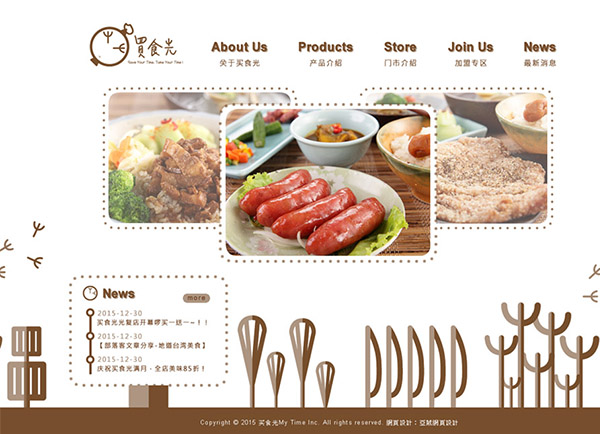 買食光
Save Your Time. Take Your Time!
About Us
关于买食光
Products
产品介紹
Store
门市介紹
Join Us
加盟专区
News
最新消息
News
more
2015-12-30
买食光光复店开幕啰买一送一~！！
2015-12-30
【部落客文章分享-地道台湾美食】
2015-12-30
庆祝买食光满月，全店美味85折！
Copyright © 2015 买食光My Time Inc. All rights reserved. 網頁設計：亞斌網頁設計